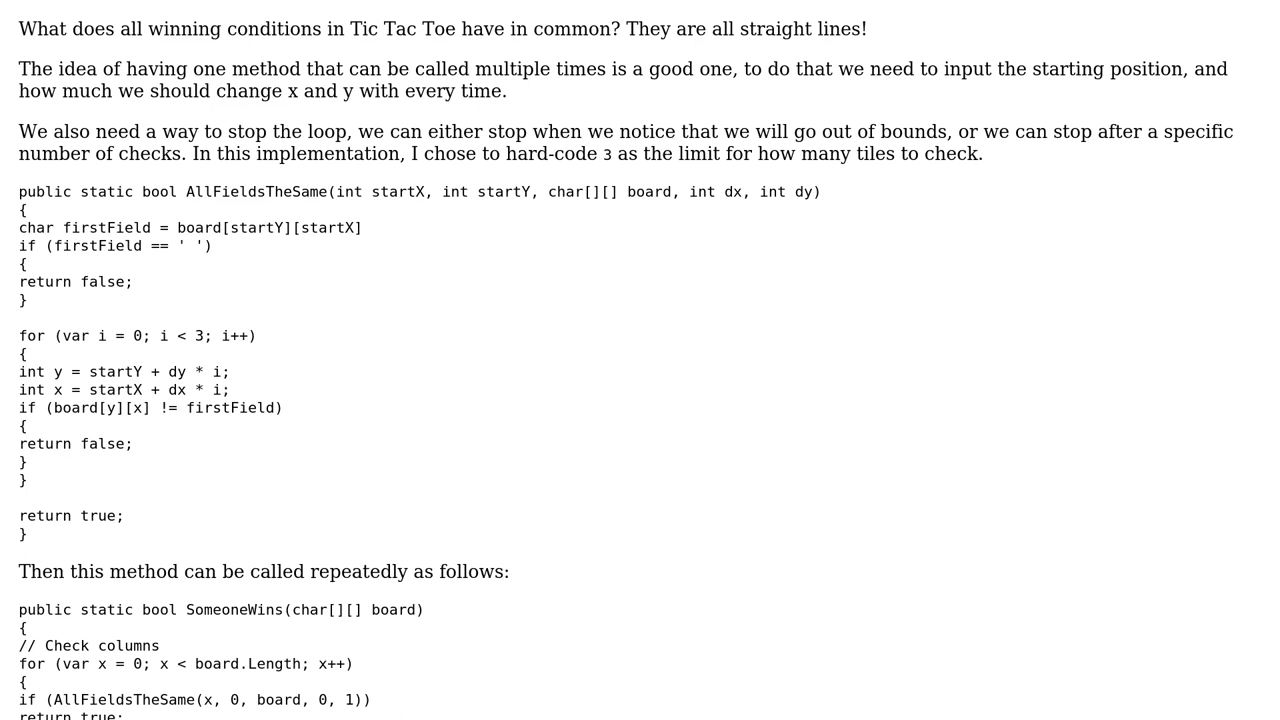 What does all winning conditions in Tic Tac Toe have in common? They are all straight lines!
The idea of having one method that can be called multiple times is a good one, to do that we need to input the starting position, and
how much we should change x and y with every time.
We also need a way to stop the loop, we can either stop when we notice that we will go out of bounds, or we can stop after a specific
number of checks. In this implementation, I chose to hard-code 3 as the limit for how many tiles to check.
public static bool AllFieldsTheSame(int startX, int startY, char[][] board, int dx, int dy)
{
char firstField = board[startY][startX]
if (firstField == ' ')
{
return false;
}
for (var i = 0; i < 3; i++)
{
int y = startY + dy * i;
int x = startX + dx * i;
if (board[y][x] != firstField)
{
return false;
}
}
return true;
}
Then this method can be called repeatedly as follows:
public static bool SomeoneWins(char[][] board)
{
// Check columns
for (var x = 0; x < board.Length; x++)
{
if (AllFieldsTheSame(x, 0, board, 0, 1))
return true;